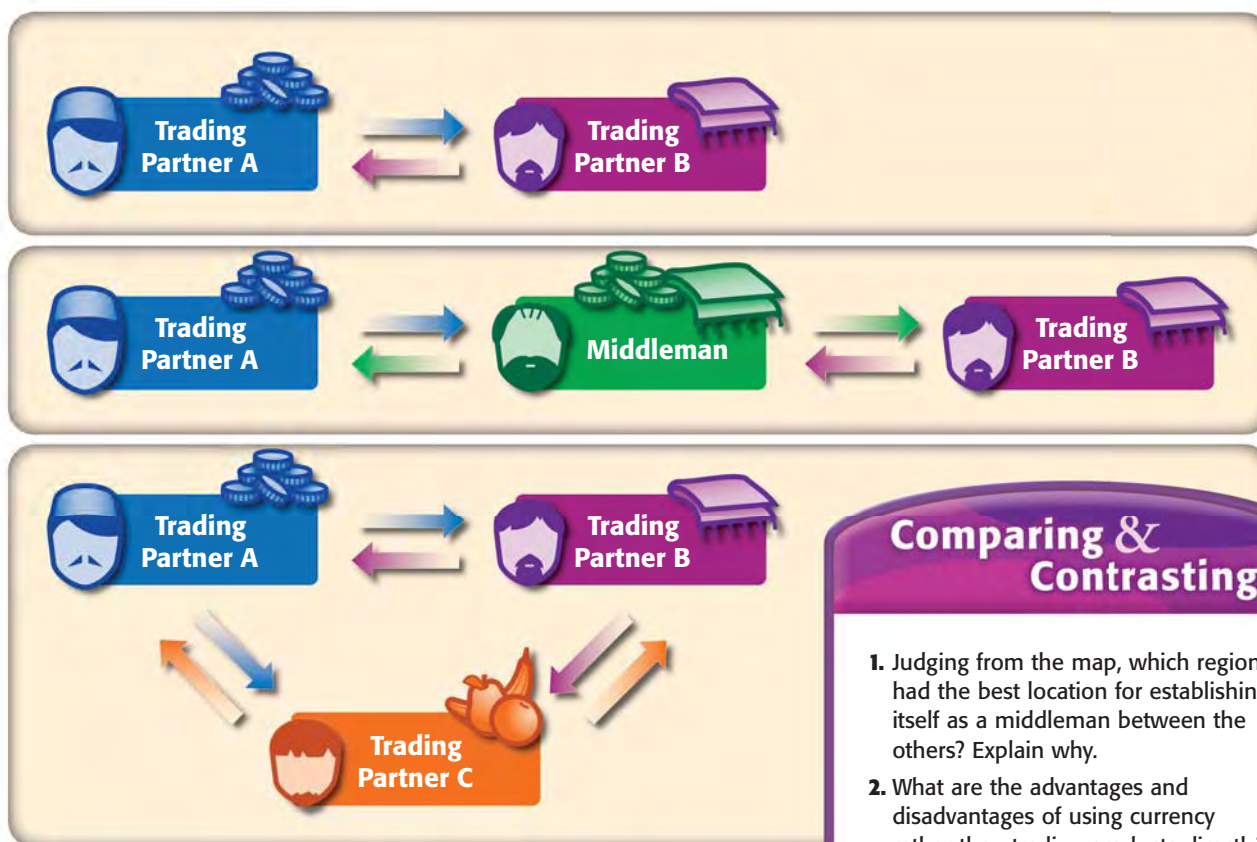 Trading
Partner A
Trading
Partner B
Trading
Partner A
Middleman
Trading
Partner B
Trading
Partner A
Trading
Partner B
Trading
Partner C
Comparing &
Contrasting
1. Judging from the map, which region
had the best location for establishin
itself as a middleman between the
others? Explain why.
2. What are the advantages and
disadvantages of using currency